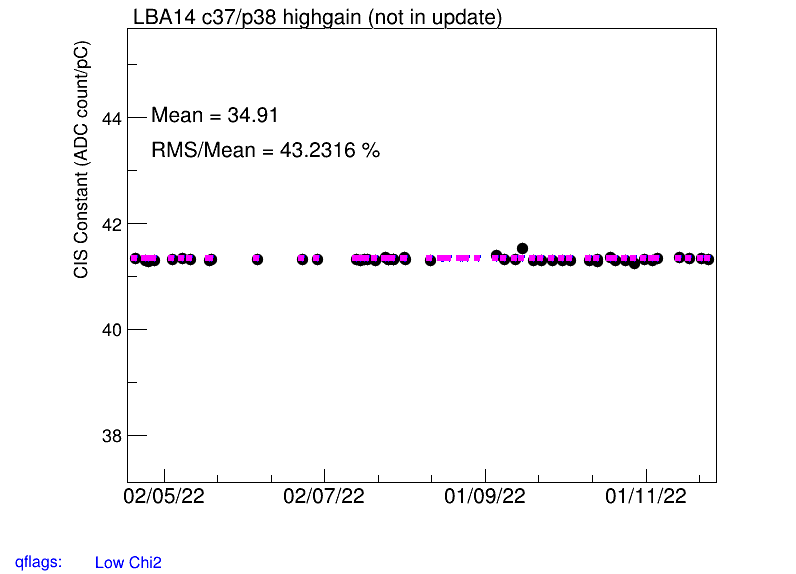 LBA14 c37/p38 highgain (not in update)
CIS Constant (ADC count/pC)
Mean = 34.91
RMS/Mean = 43.2316 %
44
42
40
38
02/05/22 02/07/22 01/09/22 01/11/22
qflags: Low Chi2